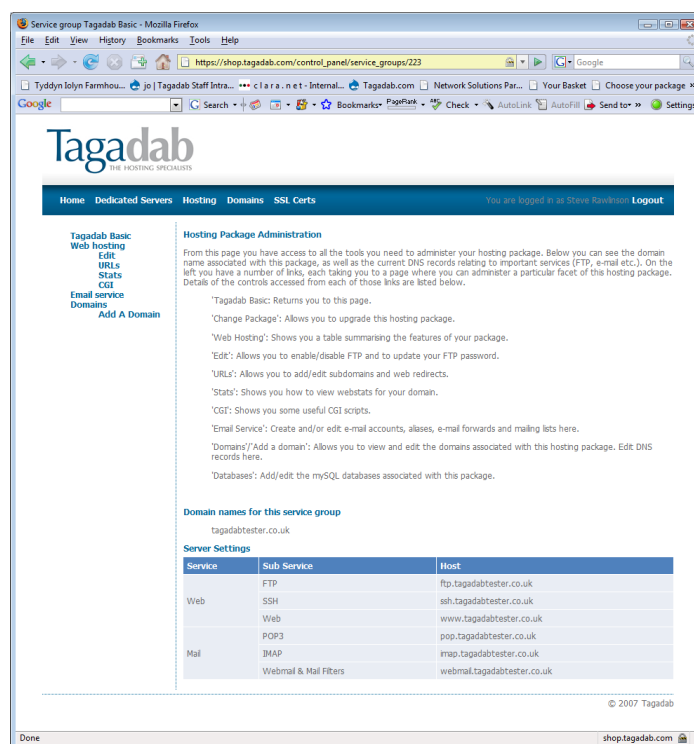 Service group Tagadab Basic - Mozilla Firefox
File Edit View History Bookmarks Tools Help
https://shop.tagadab.com/control_panel/service_groups/223
Google
Tyddyn Iolyn Farmhou... jo | Tagadab Staff Intra... c l a r a . n e t - Internal... Tagadab.com Network Solutions Par... Your Basket Choose your package
Google Search Bookmarks PageRank Check AutoLink AutoFill Send to Settings
Tagadab
THE HOSTING SPECIALISTS
Home Dedicated Servers Hosting Domains SSL Certs You are logged in as Steve Rawlinson Logout
Tagadab Basic
Web hosting
Edit
URLs
Stats
CGI
Email service
Domains
Add A Domain
Hosting Package Administration
From this page you have access to all the tools you need to administer your hosting package. Below you can see the domain
name associated with this package, as well as the current DNS records relating to important services (FTP, e-mail etc.). On the
left you have a number of links, each taking you to a page where you can administer a particular facet of this hosting package.
Details of the controls accessed from each of those links are listed below.
'Tagadab Basic: Returns you to this page.
'Change Package': Allows you to upgrade this hosting package.
'Web Hosting': Shows you a table summarising the features of your package.
'Edit': Allows you to enable/disable FTP and to update your FTP password.
'URLs': Allows you to add/edit subdomains and web redirects.
'Stats': Shows you how to view webstats for your domain.
'CGI': Shows you some useful CGI scripts.
'Email Service': Create and/or edit e-mail accounts, aliases, e-mail forwards and mailing lists here.
'Domains'/'Add a domain': Allows you to view and edit the domains associated with this hosting package. Edit DNS
records here.
'Databases': Add/edit the mySQL databases associated with this package.
Domain names for this service group
tagadabtester.co.uk
Server Settings
Service Sub Service Host
FTP ftp.tagadabtester.co.uk
Web SSH ssh.tagadabtester.co.uk
Web www.tagadabtester.co.uk
POP3 pop.tagadabtester.co.uk
Mail IMAP imap.tagadabtester.co.uk
Webmail & Mail Filters webmail.tagadabtester.co.uk
© 2007 Tagadab
Done shop.tagadab.com